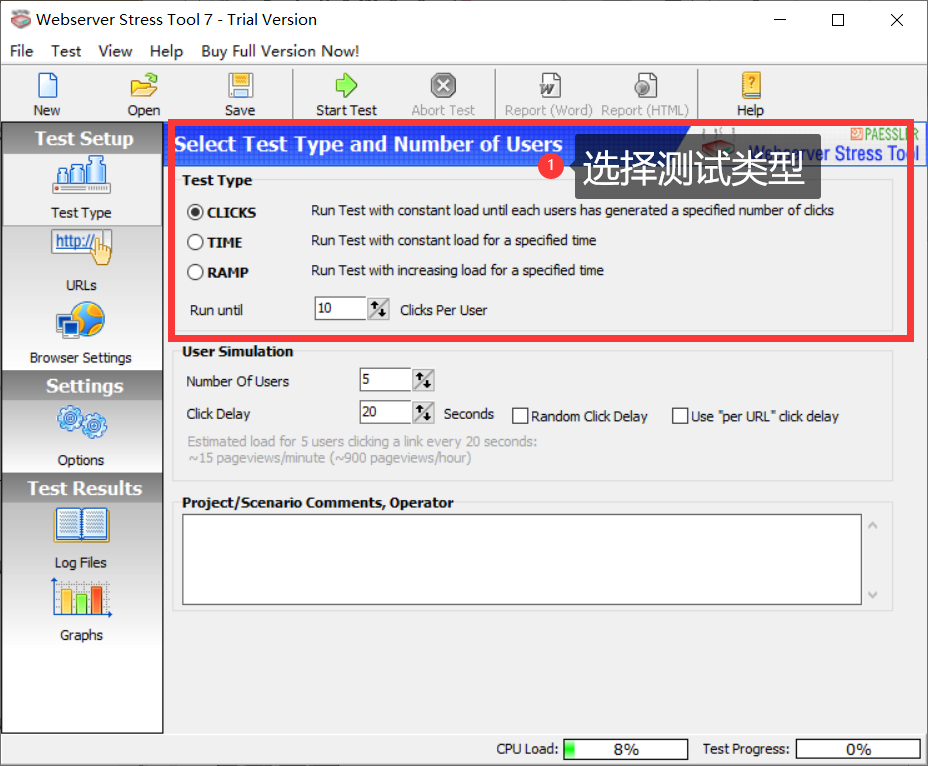 Webserver Stress Tool 7 - Trial Version
File Test View Help Buy Full Version Now!
New Open Save Start Test Abort Test Report (Word) Report (HTML) Help
Test Setup
Test Type
http://
URLs
Browser Settings
Settings
Options
Test Results
Log Files
Graphs
Select Test Type and Number of Users
PAESSLER
Webserver Stress Tool
1
选择测试类型
Test Type
CLICKS Run Test with constant load until each users has generated a specified number of clicks
TIME Run Test with constant load for a specified time
RAMP Run Test with increasing load for a specified time
Run until 10 Clicks Per User
User Simulation
Number Of Users 5
Click Delay 20 Seconds Random Click Delay Use "per URL" click delay
Estimated load for 5 users clicking a link every 20 seconds:
~15 pageviews/minute (~900 pageviews/hour)
Project/Scenario Comments, Operator
CPU Load: 8% Test Progress: 0%